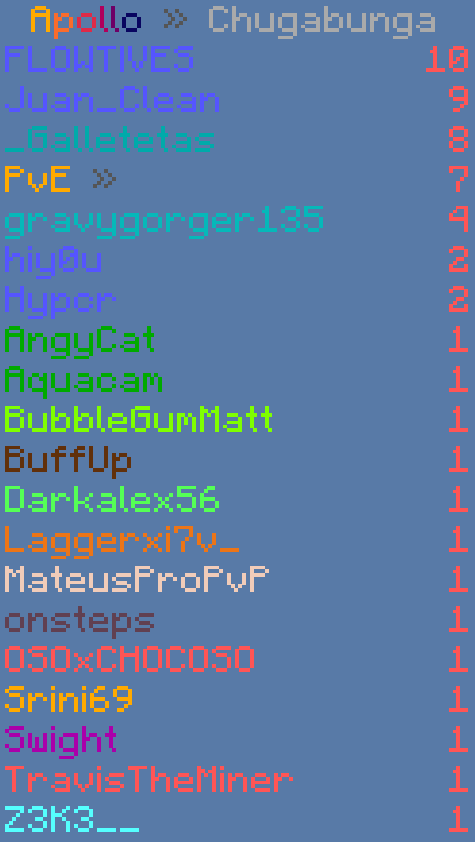 Apollo » Chugabunga
FLOWTIVES 10
Juan_Clean 9
_Galletetas 8
PvE » 7
gravygorger135 4
hiy0u 2
Hypcr 2
AngyCat 1
Aquacam 1
BubbleGumMatt 1
BuffUp 1
Darkalex56 1
Laggerxi7v_ 1
MateusProPvP 1
onsteps 1
OSOxCHOCOSO 1
Srini69 1
Swight 1
TravisTheMiner 1
Z3K3__ 1